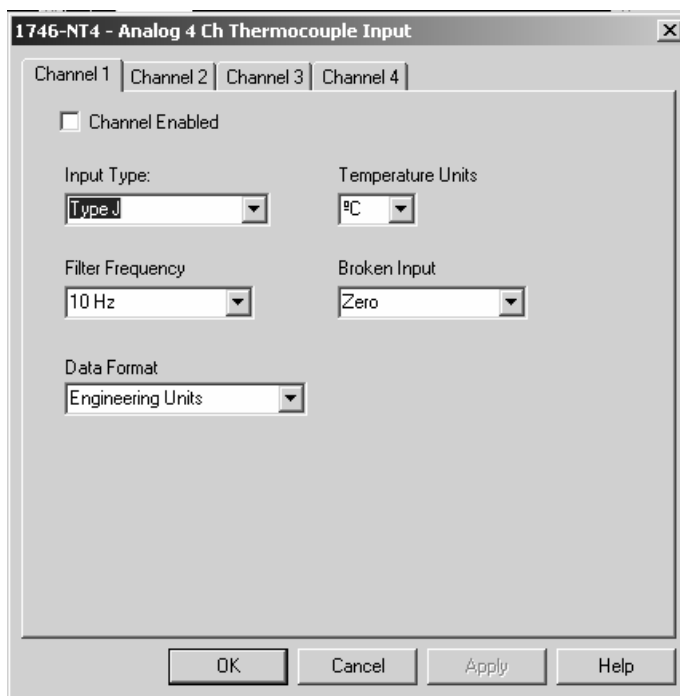 1746-NT4 - Analog 4 Ch Thermocouple Input
Channel 1 Channel 2 Channel 3 Channel 4
Channel Enabled
Input Type: Temperature Units
Type J ºC
Filter Frequency Broken Input
10 Hz Zero
Data Format
Engineering Units
OK Cancel Apply Help